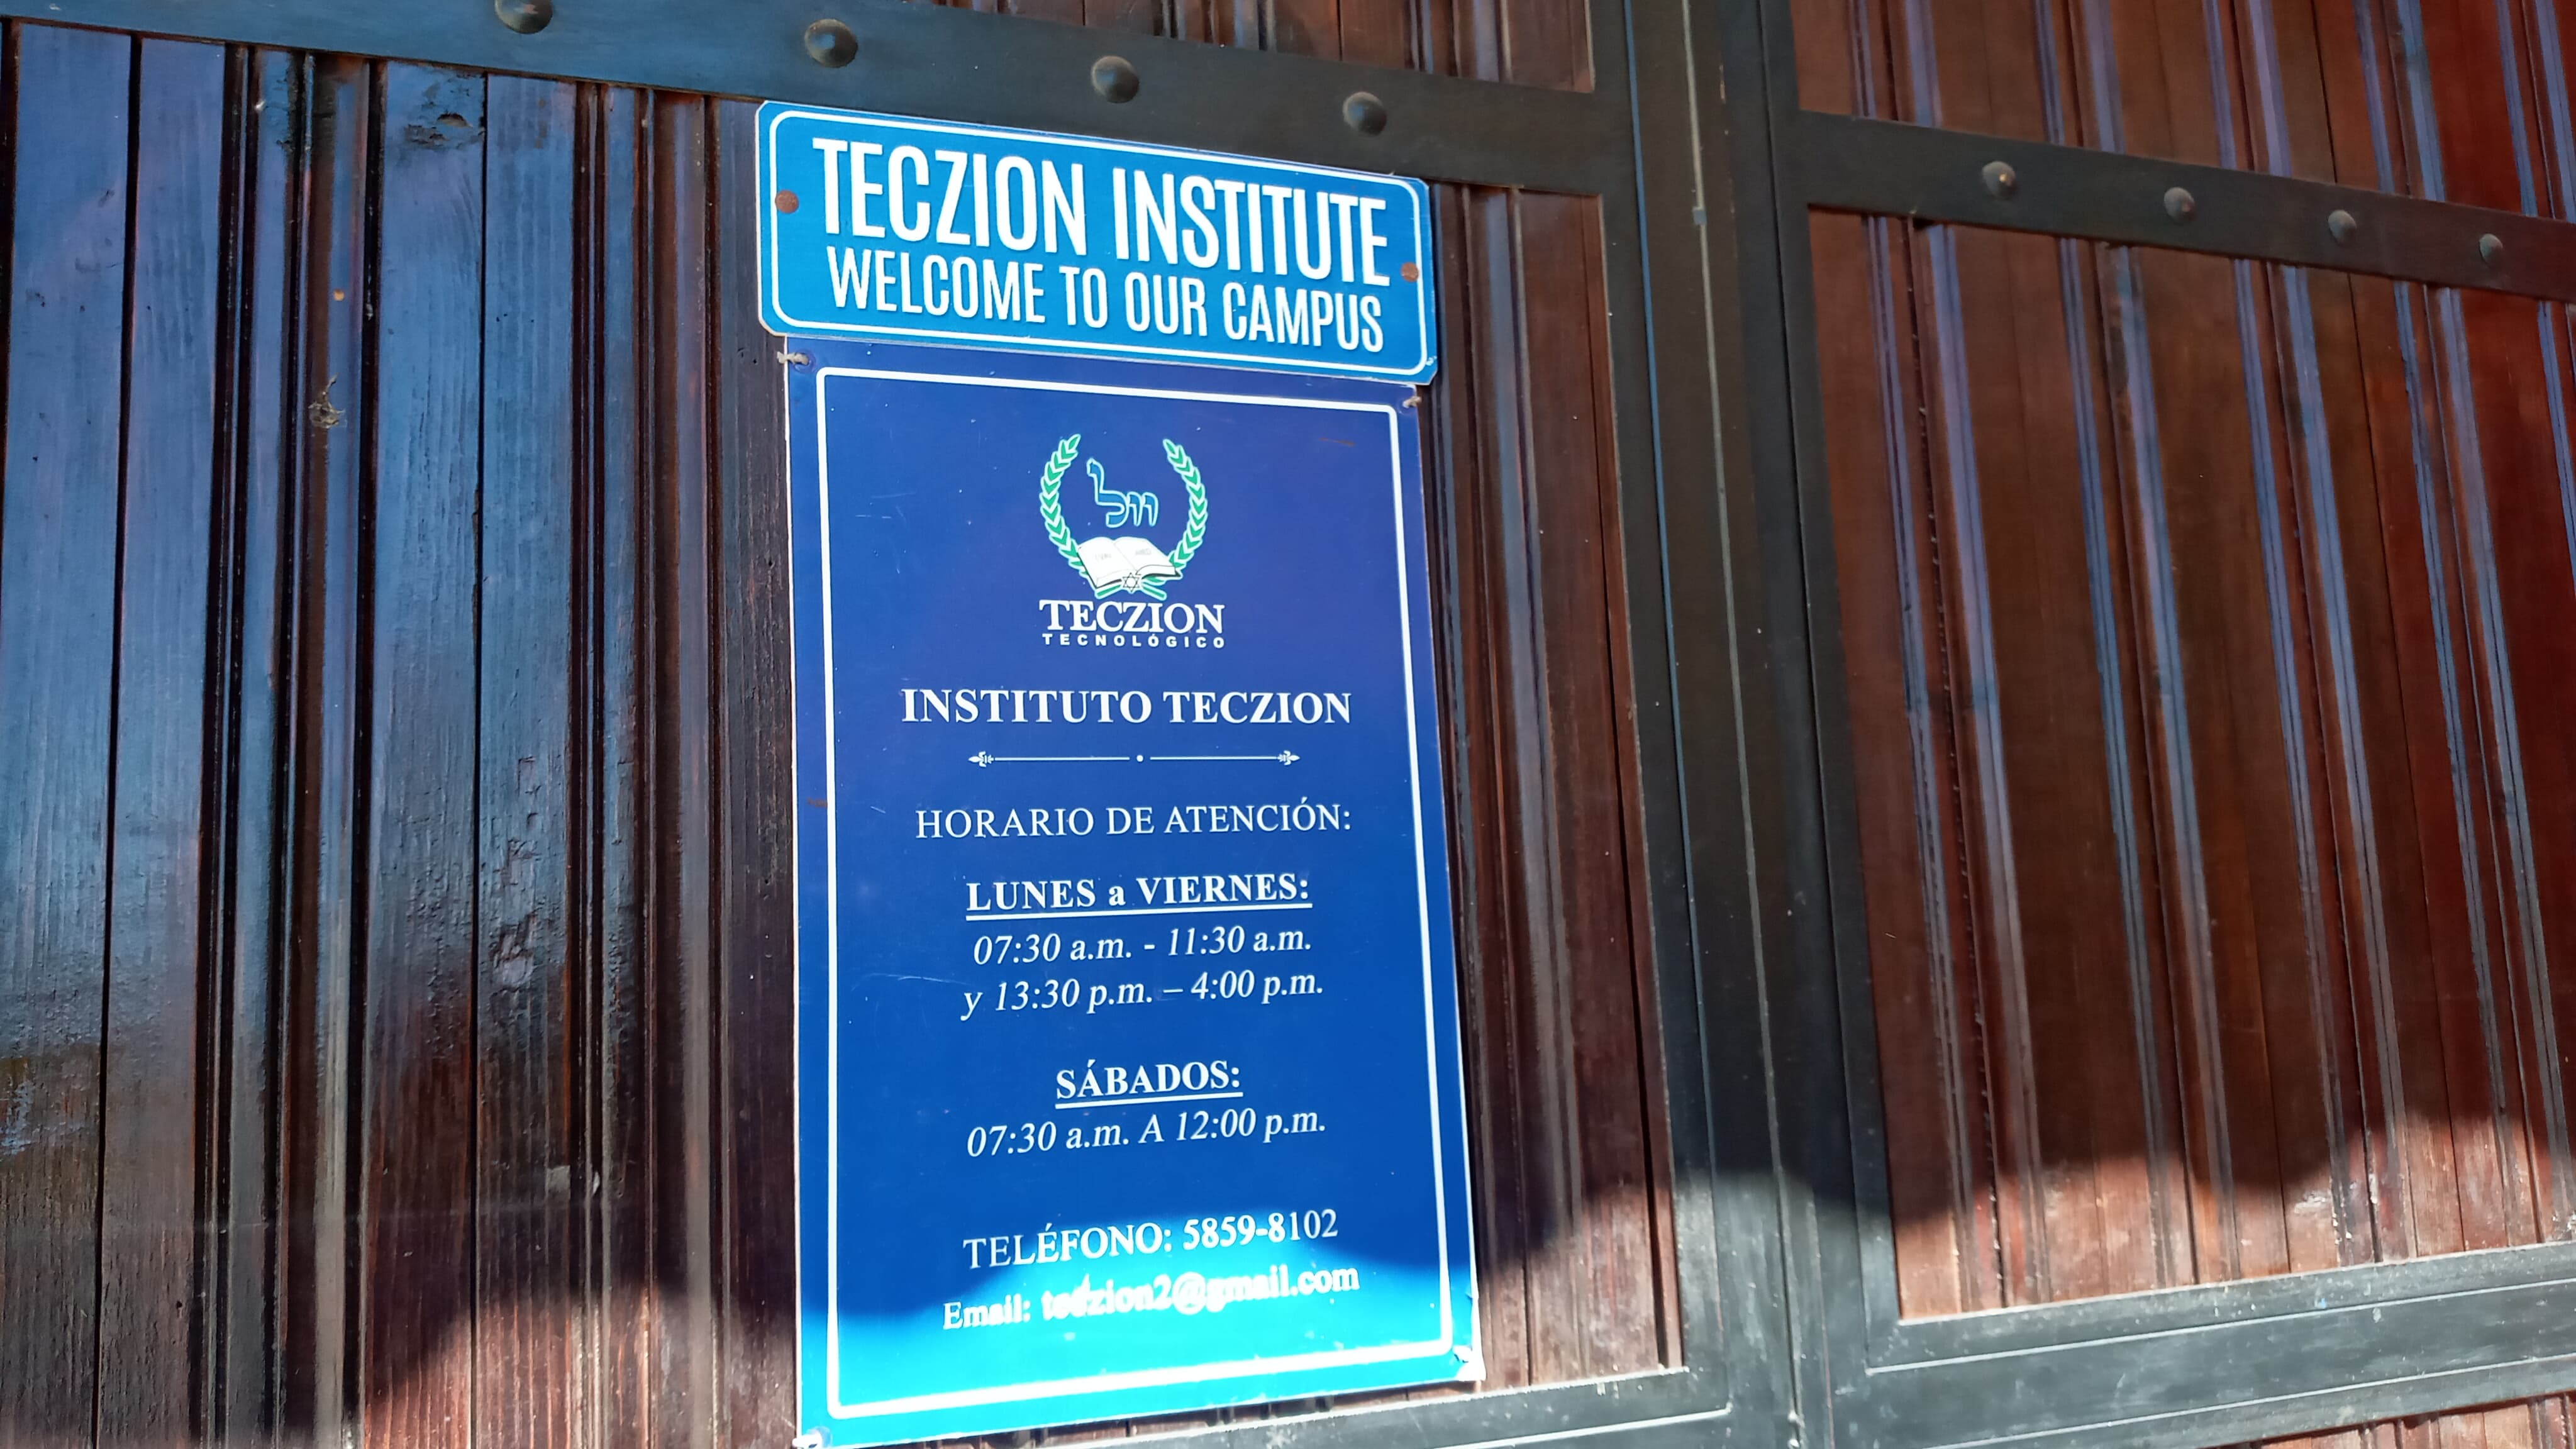 TECZION INSTITUTE
WELCOME TO OUR CAMPUS
וול
TECZION
TECNOLÓGICO
INSTITUTO TECZION
HORARIO DE ATENCIÓN:
LUNES a VIERNES:
07:30 a.m. - 11:30 a.m.
y 13:30 p.m. – 4:00 p.m.
SÁBADOS:
07:30 a.m. A 12:00 p.m.
TELÉFONO: 5859-8102
Email: teczion2@gmail.com